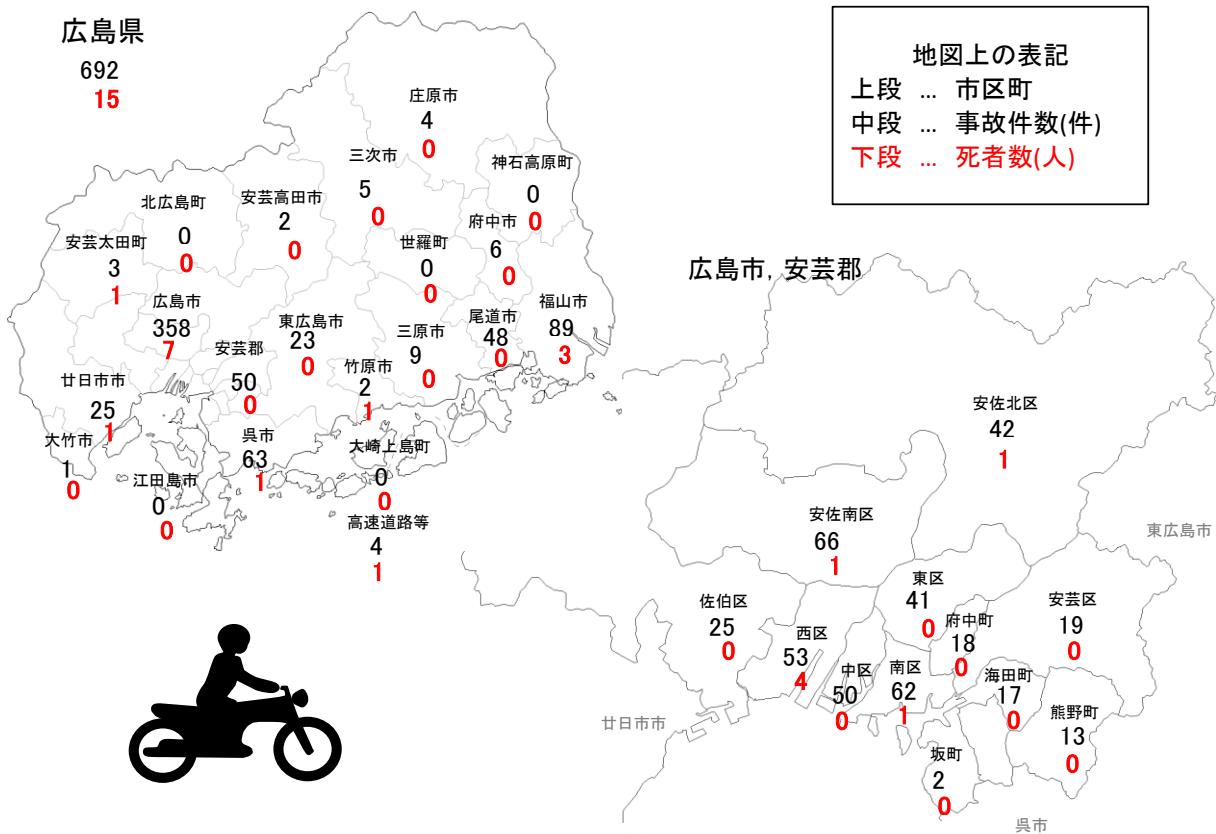 広島県
692
15
地図上の表記
上段 … 市区町
中段 … 事故件数(件)
下段 … 死者数(人)
庄原市
4
0
三次市
5
0
神石高原町
0
0
北広島町
0
0
安芸高田市
2
0
府中市
6
0
安芸太田町
3
1
世羅町
0
0
広島市
358
7
東広島市
23
0
三原市
9
0
尾道市
48
0
福山市
89
3
安芸郡
50
0
竹原市
2
1
廿日市市
25
1
大竹市
1
0
呉市
63
1
大崎上島町
0
0
江田島市
0
0
高速道路等
4
1
広島市, 安芸郡
安佐北区
42
1
安佐南区
66
1
東広島市
東区
41
0
佐伯区
25
0
西区
53
4
中区
50
0
南区
62
1
府中町
18
0
安芸区
19
0
海田町
17
0
熊野町
13
0
坂町
2
0
廿日市市
呉市